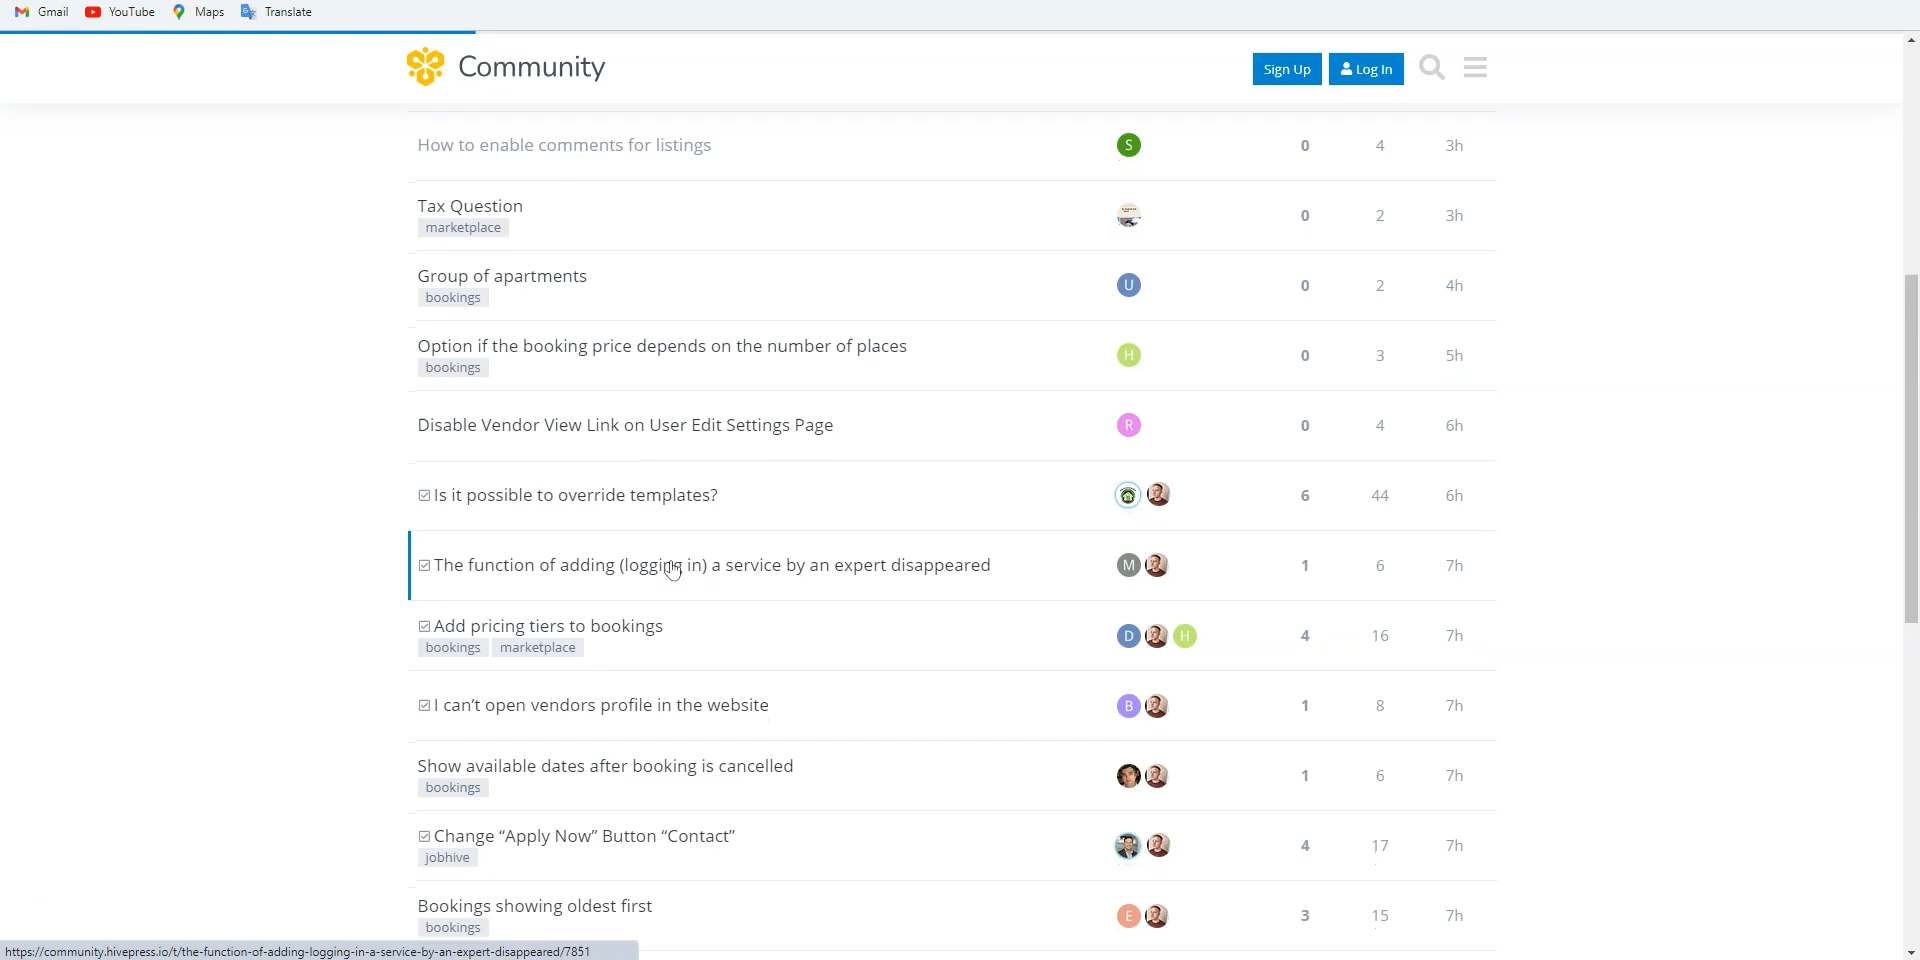 Gmail YouTube Maps Translate
Community Sign Up Log In
How to enable comments for listings S 0 4 3h
Tax Question 0 2 3h
marketplace
Group of apartments U 0 2 4h
bookings
Option if the booking price depends on the number of places H 0 3 5h
bookings
Disable Vendor View Link on User Edit Settings Page R 0 4 6h
Is it possible to override templates? 6 44 6h
The function of adding (logging in) a service by an expert disappeared M 1 6 7h
Add pricing tiers to bookings D H 4 16 7h
bookings marketplace
I can’t open vendors profile in the website B 1 8 7h
Show available dates after booking is cancelled 1 6 7h
bookings
Change “Apply Now” Button “Contact” 4 17 7h
jobhive
Bookings showing oldest first E 3 15 7h
bookings
https://community.hivepress.io/t/the-function-of-adding-logging-in-a-service-by-an-expert-disappeared/7851